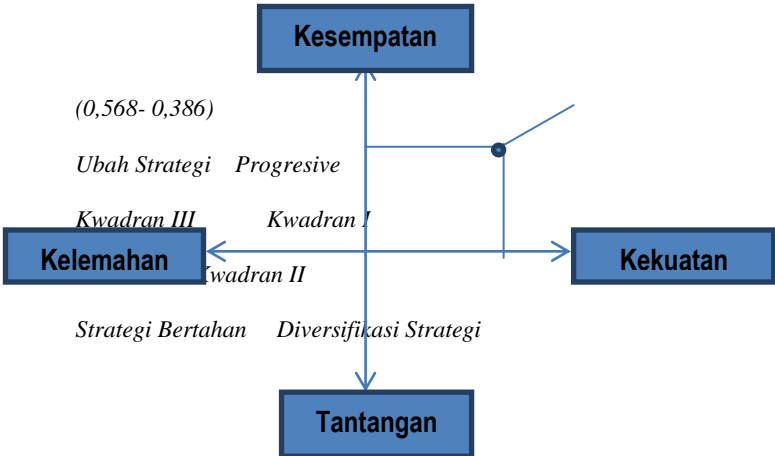 Kesempatan
(0,568- 0,386)
Ubah Strategi Progresive
Kwadran III Kwadran I
Kelemahan
Kwadran II
Kekuatan
Strategi Bertahan Diversifikasi Strategi
Tantangan